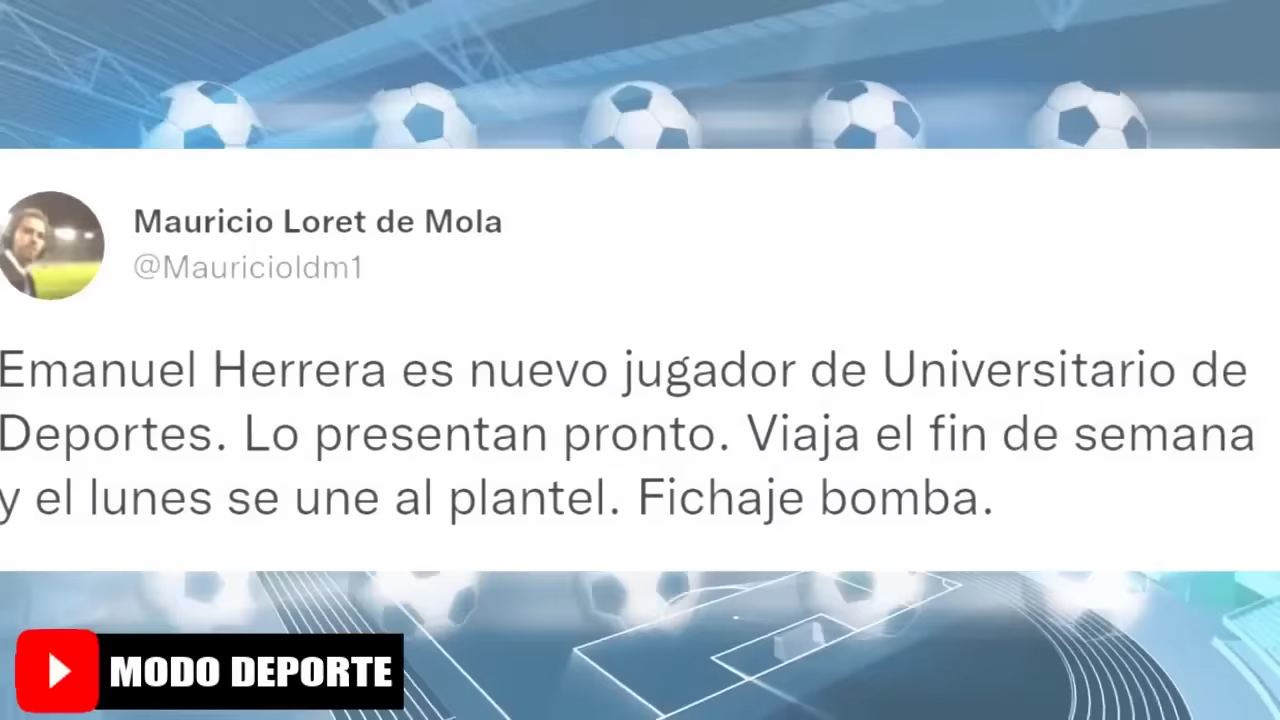 Mauricio Loret de Mola
@Mauricioldm1
Emanuel Herrera es nuevo jugador de Universitario de
Deportes. Lo presentan pronto. Viaja el fin de semana
y el lunes se une al plantel. Fichaje bomba.
MODO DEPORTE